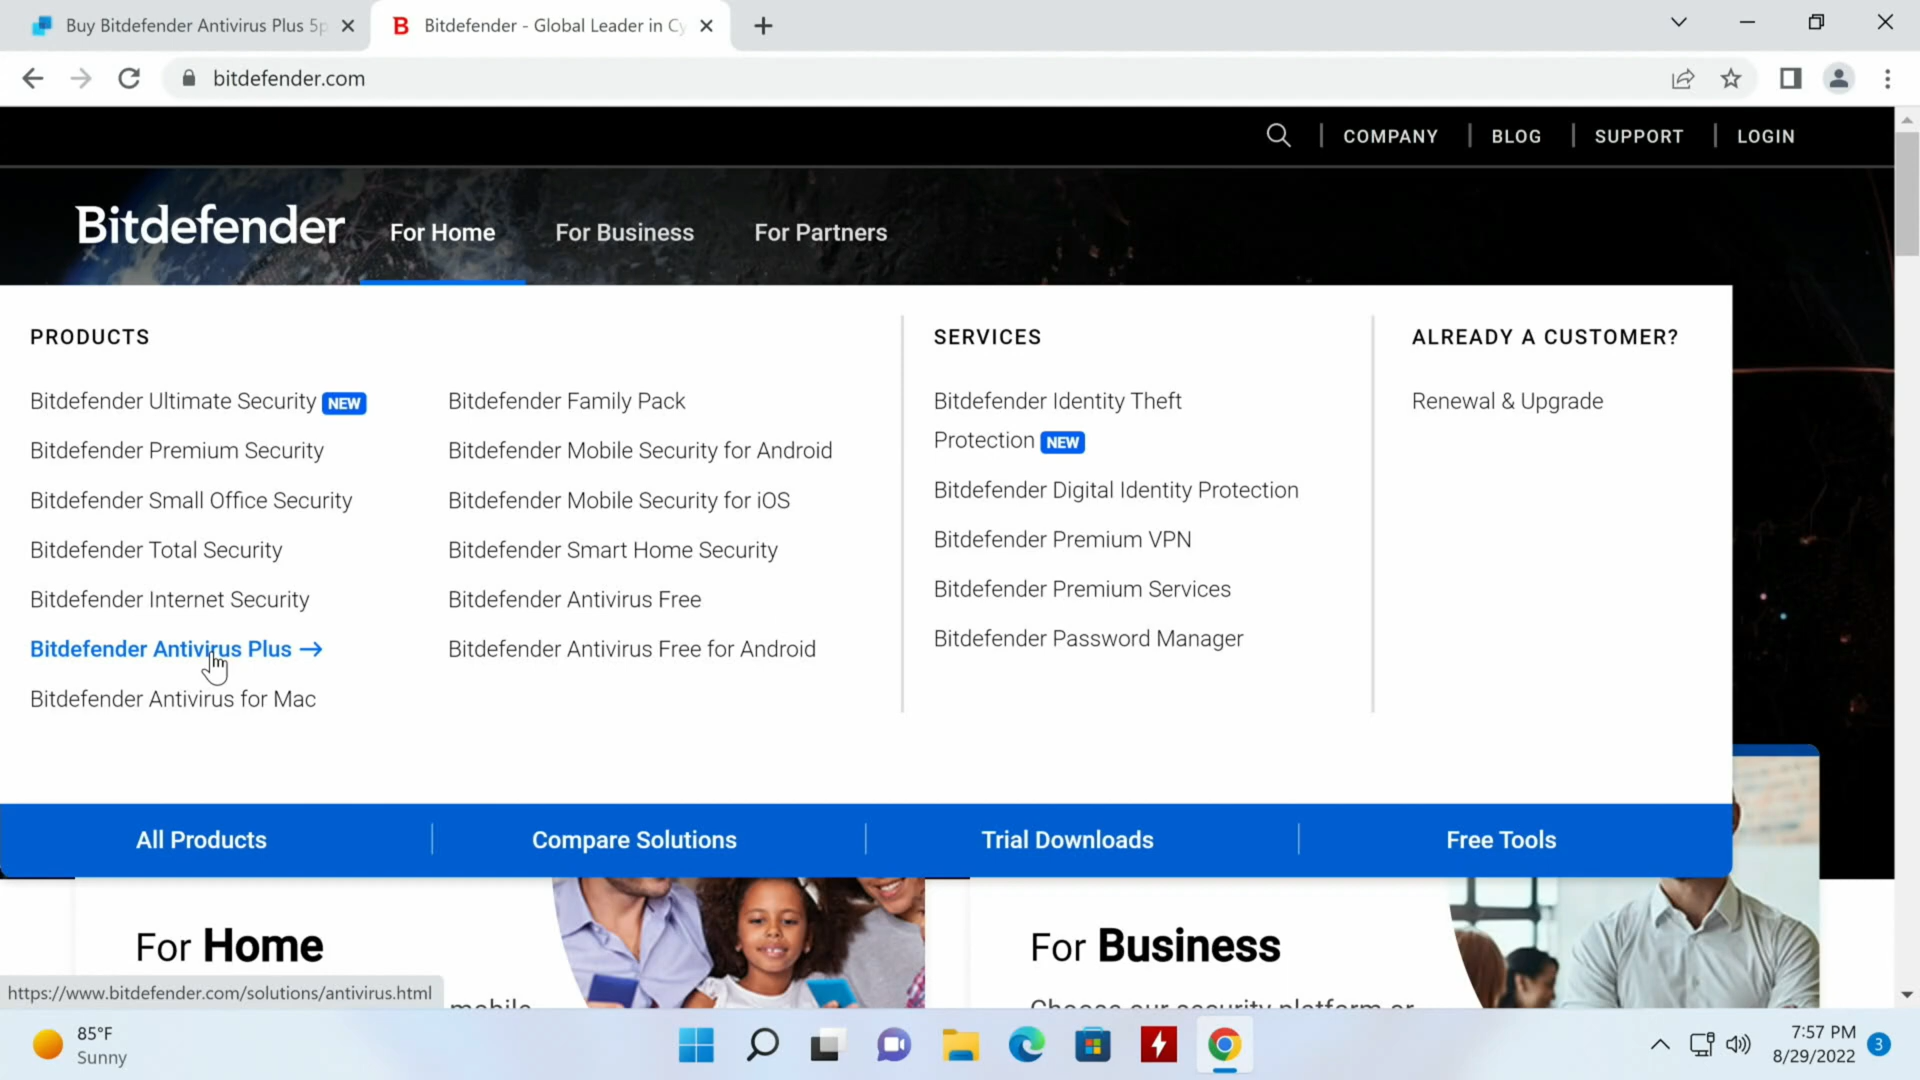 Buy Bitdefender Antivirus Plus 5p
B Bitdefender - Global Leader in Cy
bitdefender.com
COMPANY
BLOG
SUPPORT
LOGIN
Bitdefender
For Home
For Business
For Partners
PRODUCTS
Bitdefender Ultimate Security NEW
Bitdefender Premium Security
Bitdefender Small Office Security
Bitdefender Total Security
Bitdefender Internet Security
Bitdefender Antivirus Plus →
Bitdefender Antivirus for Mac
Bitdefender Family Pack
Bitdefender Mobile Security for Android
Bitdefender Mobile Security for iOS
Bitdefender Smart Home Security
Bitdefender Antivirus Free
Bitdefender Antivirus Free for Android
SERVICES
Bitdefender Identity Theft
Protection NEW
Bitdefender Digital Identity Protection
Bitdefender Premium VPN
Bitdefender Premium Services
Bitdefender Password Manager
ALREADY A CUSTOMER?
Renewal & Upgrade
All Products
Compare Solutions
Trial Downloads
Free Tools
For Home
mobile
For Business
Choose our security platform or
https://www.bitdefender.com/solutions/antivirus.html
85°F
Sunny
7:57 PM
8/29/2022
3